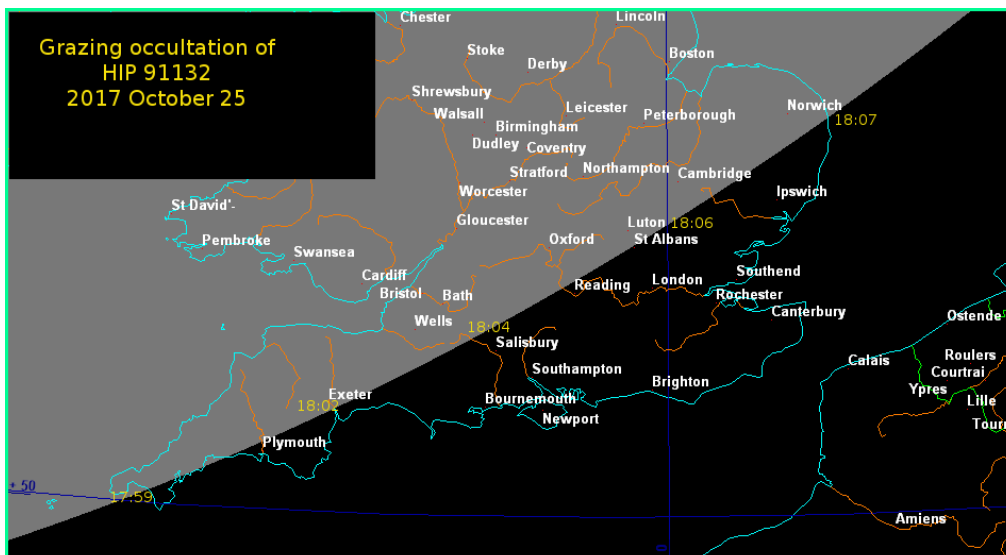 Grazing occultation of
HIP 91132
2017 October 25
Chester
Lincoln
Stoke
Boston
Derby
Shrewsbury
Leicester
Norwich
Walsall
Peterborough
18:07
Birmingham
Dudley
Coventry
Stratford
Northampton
Cambridge
Worcester
Ipswich
St David'-
Gloucester
Luton
18:06
Pembroke
Oxford
St Albans
Swansea
Cardiff
Southend
Reading
London
Bristol
Bath
Rochester
Canterbury
Ostende
Wells
18:04
Salisbury
Roulers
Calais
Southampton
Courtrai
Brighton
Ypres
Exeter
Bournemouth
Lille
18:02
Newport
Tourn
Plymouth
+ 50
17:59
Amiens
0